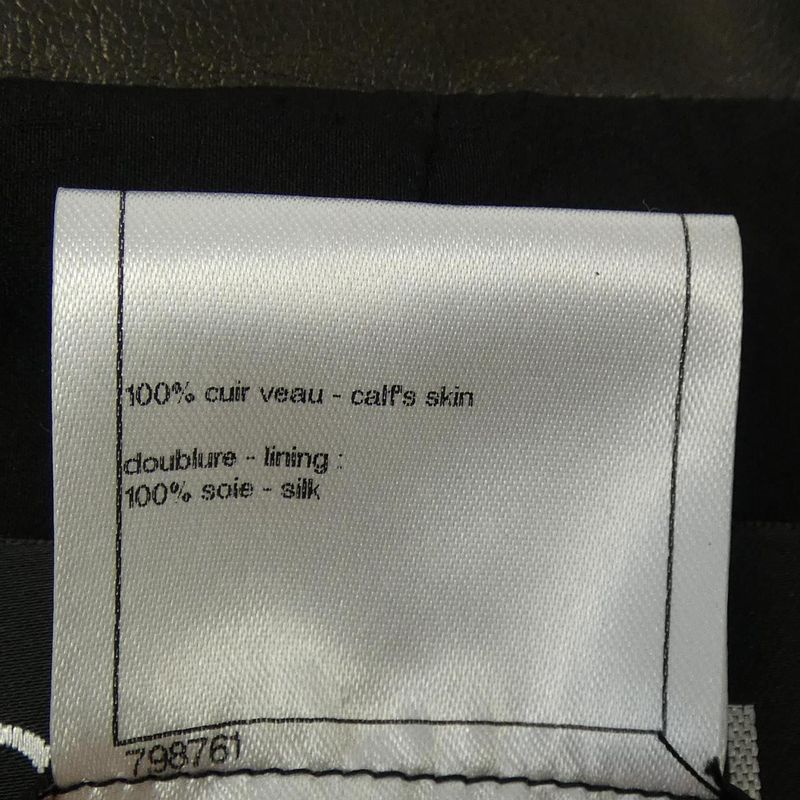 100% cuir veau - calf's skin
doublure - lining :
100% soie - silk
798761